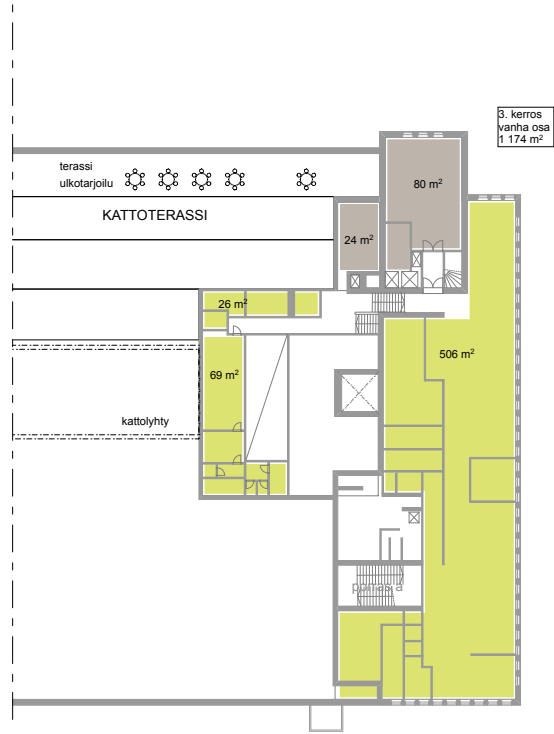 3. kerros
vanha osa
1 174 m²
terassi
ulkotarjoilu
80 m²
KATTOTERASSI
24 m²
26 m²
506 m²
69 m²
kattolyhty